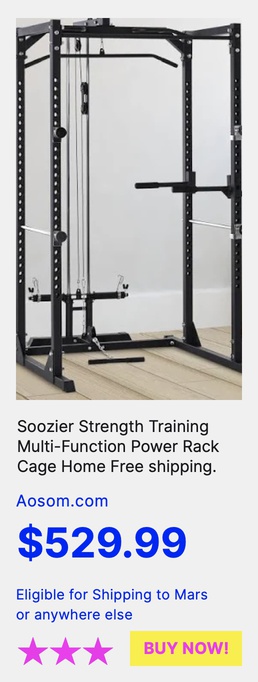 Soozier Strength Training
Multi-Function Power Rack
Cage Home Free shipping.
Aosom.com
$529.99
Eligible for Shipping to Mars
or anywhere else
BUY NOW!